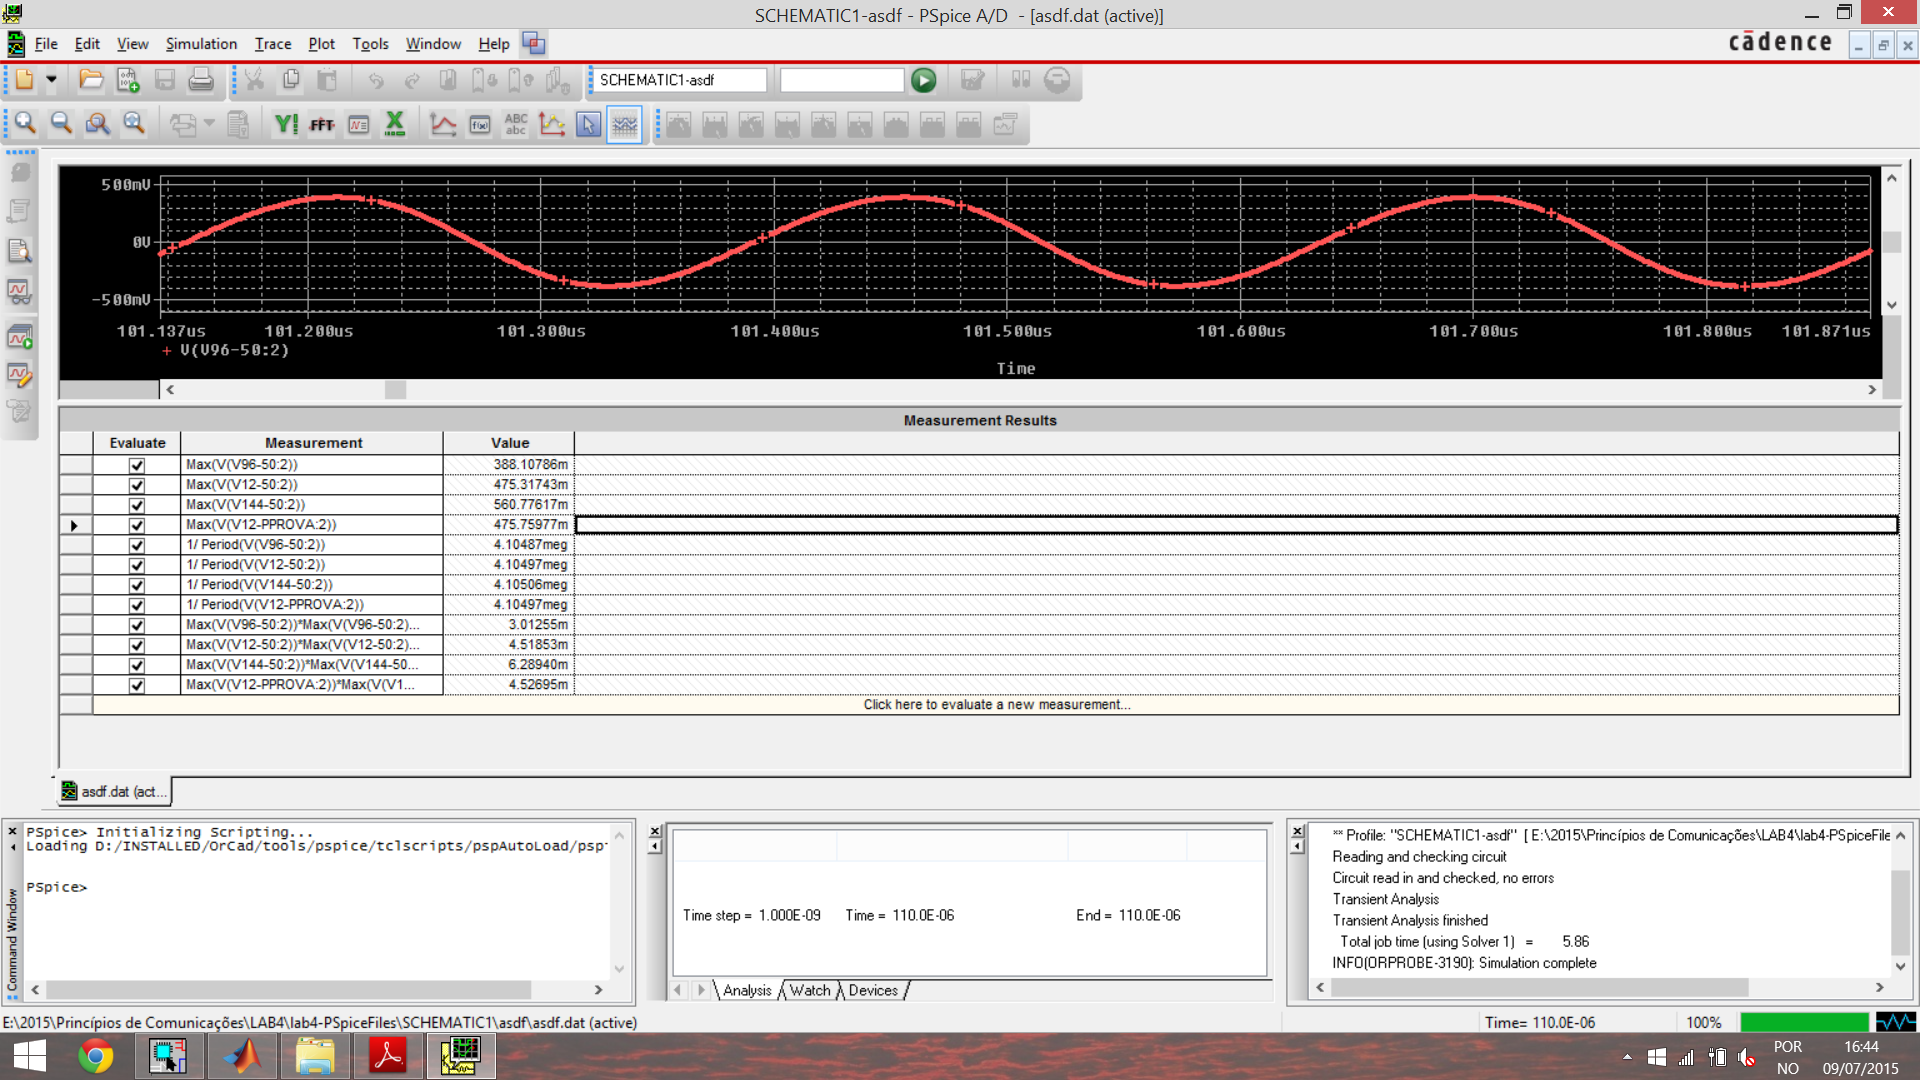 SCHEMATIC1-asdf - PSpice A/D - [asdf.dat (active)]
File Edit View Simulation Trace Plot Tools Window Help
cādence
SCHEMATIC1-asdf
FFT
ABC
abc
500mV
0V
-500mV
101.137us 101.200us 101.300us 101.400us 101.500us 101.600us 101.700us 101.800us 101.871us
V(V96-50:2)
Time
Measurement Results
Evaluate Measurement Value
Max(V(V96-50:2)) 388.10786m
Max(V(V12-50:2)) 475.31743m
Max(V(V144-50:2)) 560.77617m
Max(V(V12-PPROVA:2)) 475.75977m
1/ Period(V(V96-50:2)) 4.10487meg
1/ Period(V(V12-50:2)) 4.10497meg
1/ Period(V(V144-50:2)) 4.10506meg
1/ Period(V(V12-PPROVA:2)) 4.10497meg
Max(V(V96-50:2))*Max(V(V96-50:2)... 3.01255m
Max(V(V12-50:2))*Max(V(V12-50:2)... 4.51853m
Max(V(V144-50:2))*Max(V(V144-50... 6.28940m
Max(V(V12-PPROVA:2))*Max(V(V1... 4.52695m
Click here to evaluate a new measurement...
asdf.dat (act...
Command Window
PSpice> Initializing Scripting...
Loading D:/INSTALLED/OrCad/tools/pspice/tclscripts/pspAutoLoad/psp
PSpice>
Time step = 1.000E-09 Time = 110.0E-06 End = 110.0E-06
Analysis Watch Devices
** Profile: "SCHEMATIC1-asdf" [ E:\2015\Princípios de Comunicações\LAB4\lab4-PSpiceFile
Reading and checking circuit
Circuit read in and checked, no errors
Transient Analysis
Transient Analysis finished
Total job time (using Solver 1) = 5.86
INFO(ORPROBE-3190): Simulation complete
E:\2015\Princípios de Comunicações\LAB4\lab4-PSpiceFiles\SCHEMATIC1\asdf\asdf.dat (active)
Time= 110.0E-06 100%
POR
NO
16:44
09/07/2015